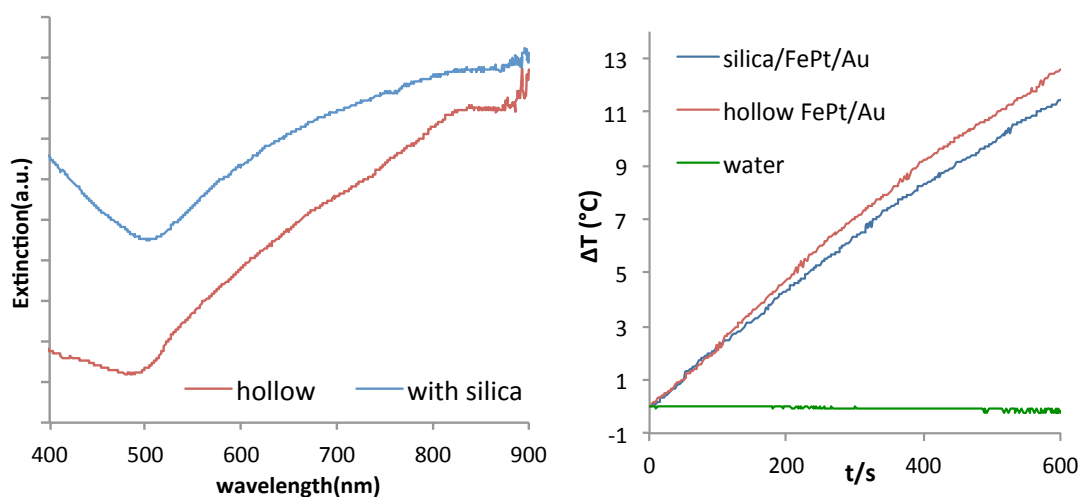 Extinction(a.u.)
hollow
with silica
400
500
600
700
800
900
wavelength(nm)
silica/FePt/Au
hollow FePt/Au
water
ΔT (°C)
13
11
9
7
5
3
1
-1
0
200
400
600
t/s